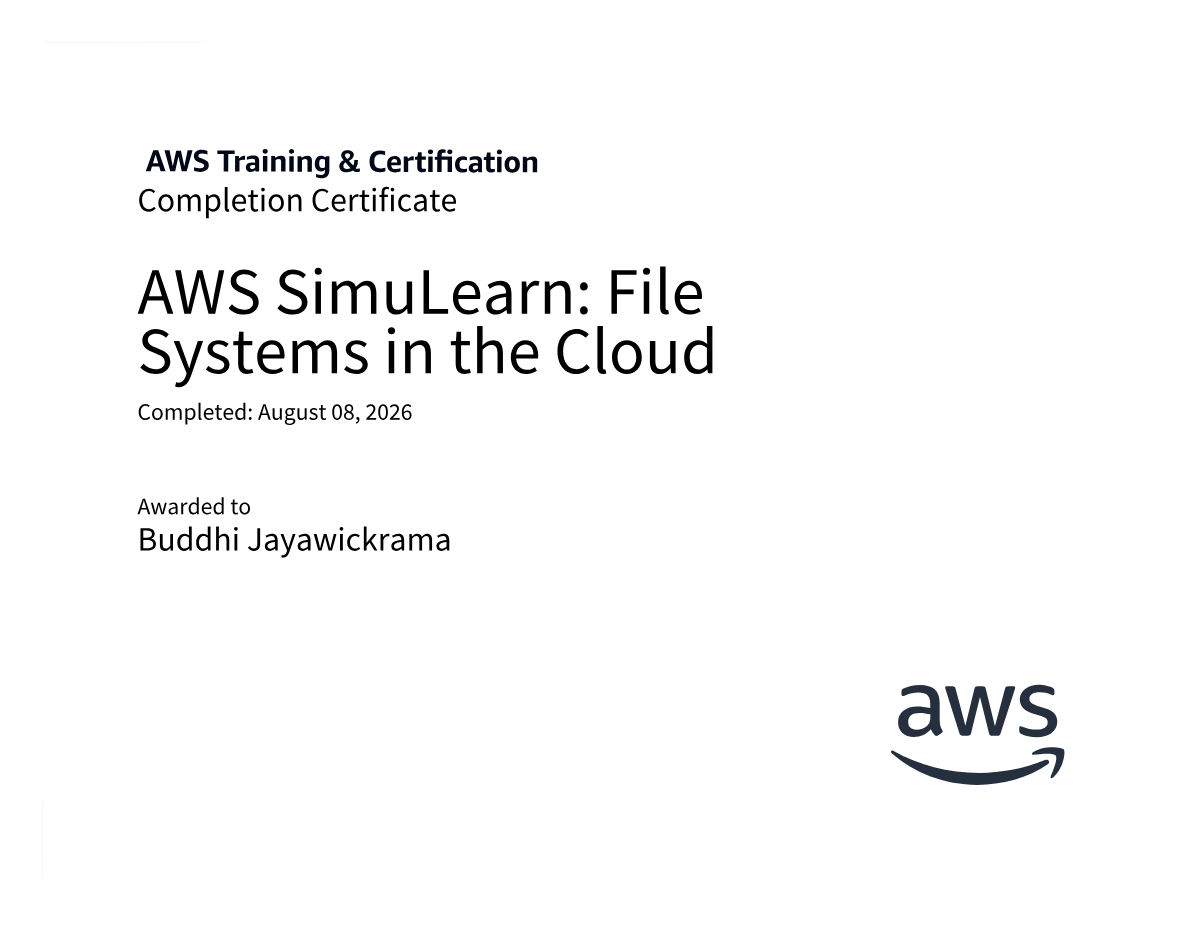 AWS Training & Certification
Completion Certificate
AWS SimuLearn: File
Systems in the Cloud
Completed: August 08, 2026
Awarded to
Buddhi Jayawickrama
aws